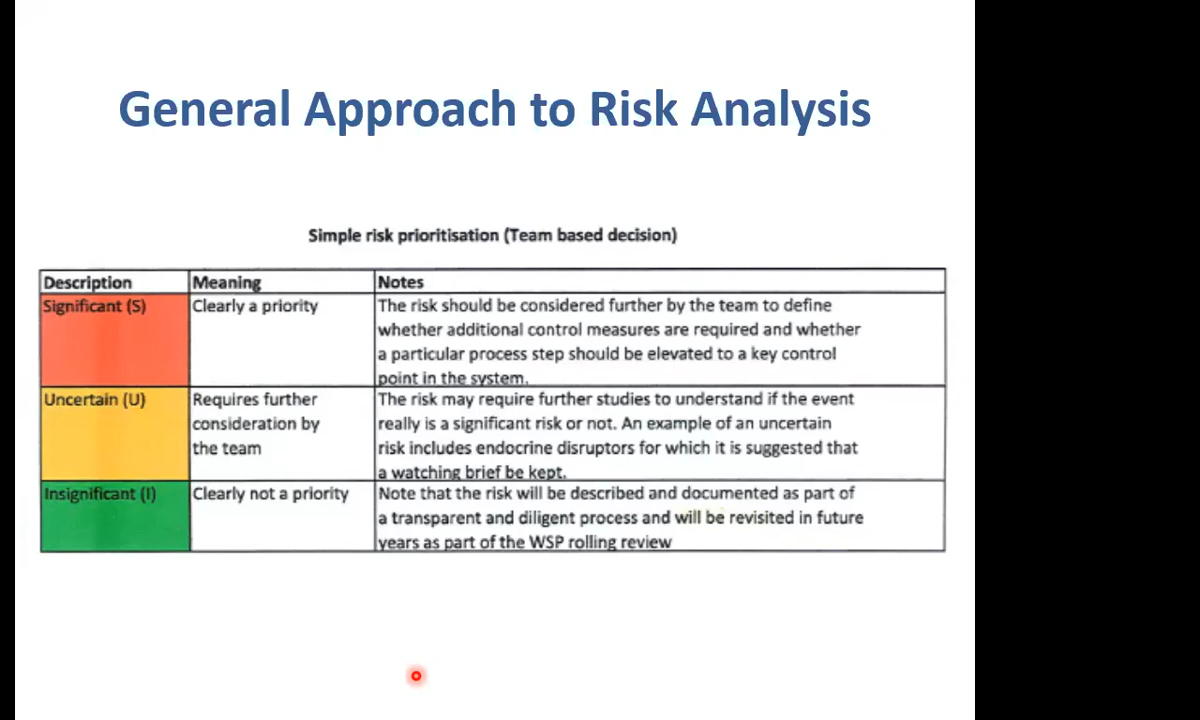 General Approach to Risk Analysis
Simple risk prioritisation (Team based decision)
Description Meaning Notes
Significant (S) Clearly a priority The risk should be considered further by the team to define
whether additional control measures are required and whether
a particular process step should be elevated to a key control
point in the system.
Uncertain (U) Requires further The risk may require further studies to understand if the event
consideration by really is a significant risk or not. An example of an uncertain
the team risk includes endocrine disruptors for which it is suggested that
a watching brief be kept.
Insignificant (I) Clearly not a priority Note that the risk will be described and documented as part of
a transparent and diligent process and will be revisited in future
years as part of the WSP rolling review